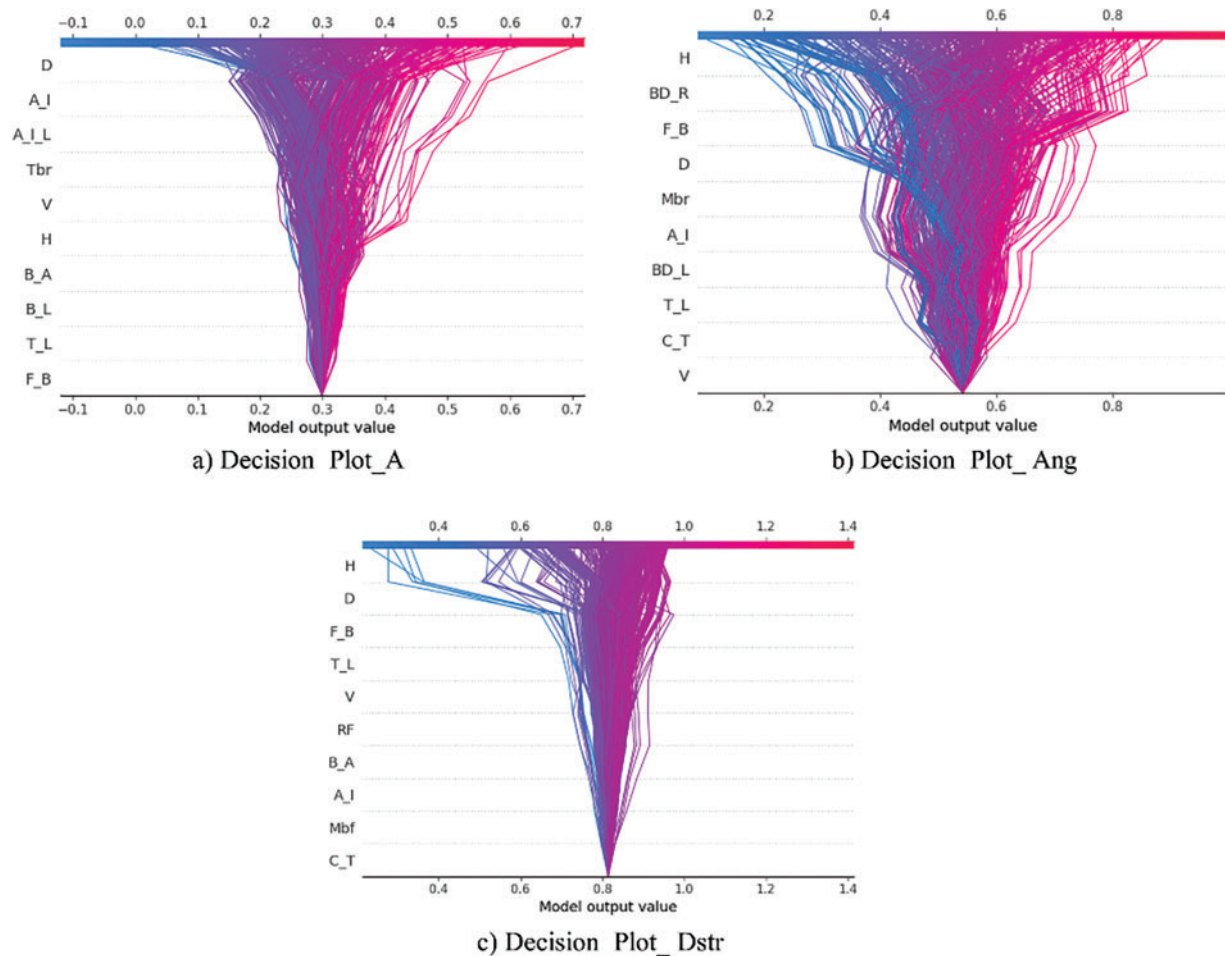 −0.1 0.0 0.1 0.2 0.3 0.4 0.5 0.6 0.7
D
A_I
A_I_L
Tbr
V
H
B_A
B_L
T_L
F_B
−0.1 0.0 0.1 0.2 0.3 0.4 0.5 0.6 0.7
Model output value
a) Decision Plot_A
0.2 0.4 0.6 0.8
H
BD_R
F_B
D
Mbr
A_I
BD_L
T_L
C_T
V
0.2 0.4 0.6 0.8
Model output value
b) Decision Plot_ Ang
0.4 0.6 0.8 1.0 1.2 1.4
H
D
F_B
T_L
V
RF
B_A
A_I
Mbf
C_T
0.4 0.6 0.8 1.0 1.2 1.4
Model output value
c) Decision Plot_ Dstr